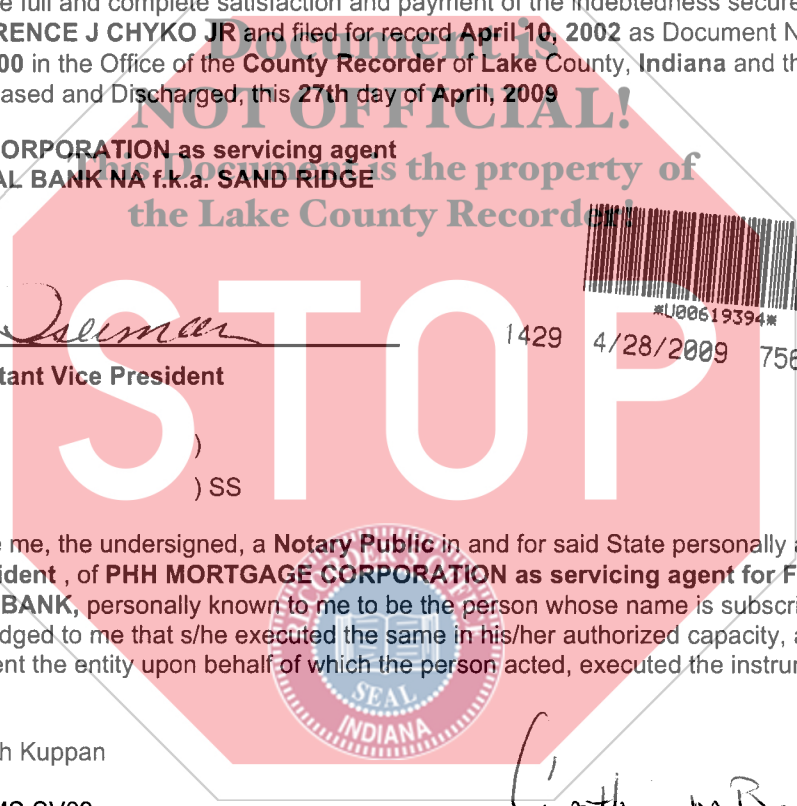 e full and complete satisfaction and payment of the indebtedness secure
RENCE J CHYKO JR and filed for record April 10, 2002 as Document N
Document is
00 in the Office of the County Recorder of Lake County, Indiana and th
ased and Discharged, this 27th day of April, 2009
NOT OFFICIAL!
ORPORATION as servicing agent
This Document is the property of
AL BANK NA f.k.a. SAND RIDGE
the Lake County Recorder!
STOP
*U00619394*
1429 4/28/2009 756
tant Vice President
)
) SS
e me, the undersigned, a Notary Public in and for said State personally a
ident , of PHH MORTGAGE CORPORATION as servicing agent for F
BANK, personally known to me to be the person whose name is subscri
dged to me that s/he executed the same in his/her authorized capacity, a
ent the entity upon behalf of which the person acted, executed the instrum
RECORDER'S OFFICE
SEAL
INDIANA
h Kuppan